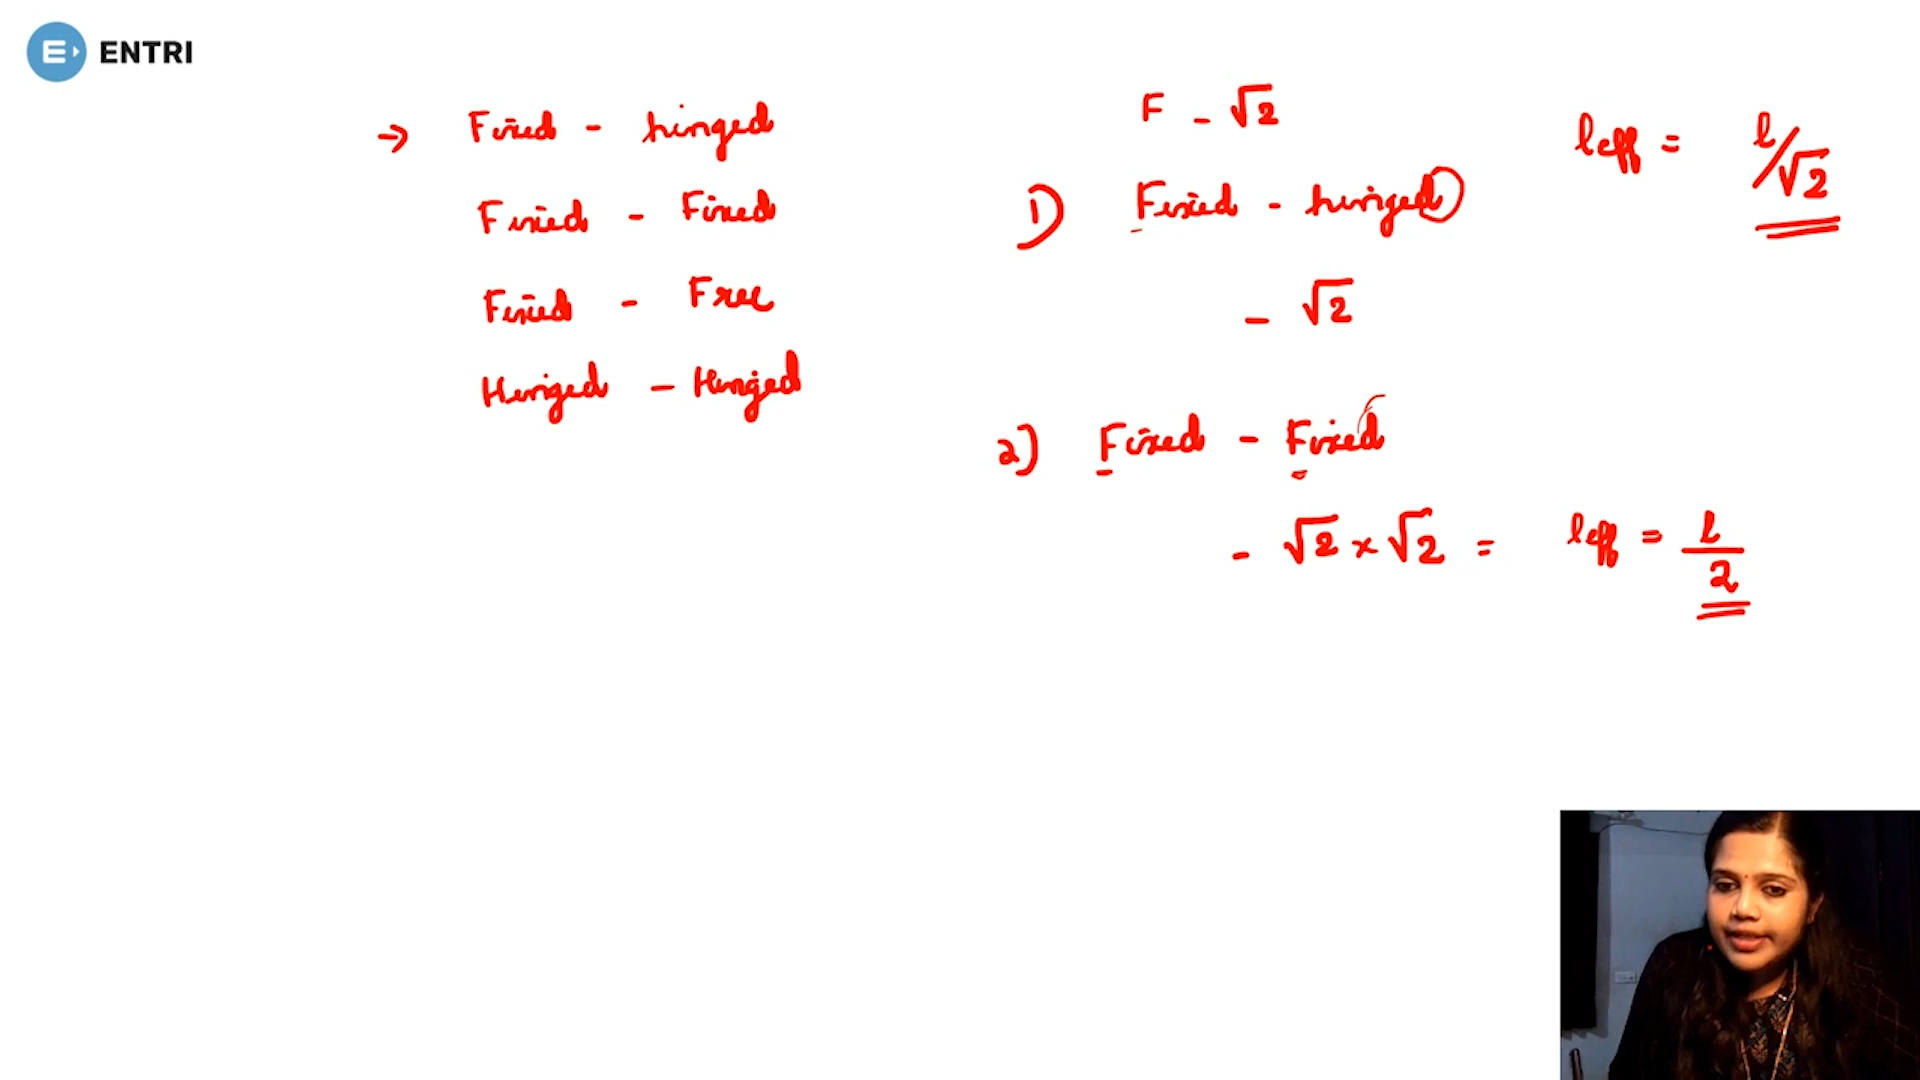 ENTRI
→ Fixed - hinged
Fixed - Fixed
Fixed - Free
Hinged - Hinged
F - √2
1) Fixed - hinged
leff = l/√2
- √2
2) Fixed - Fixed
- √2 × √2 = leff = l/2